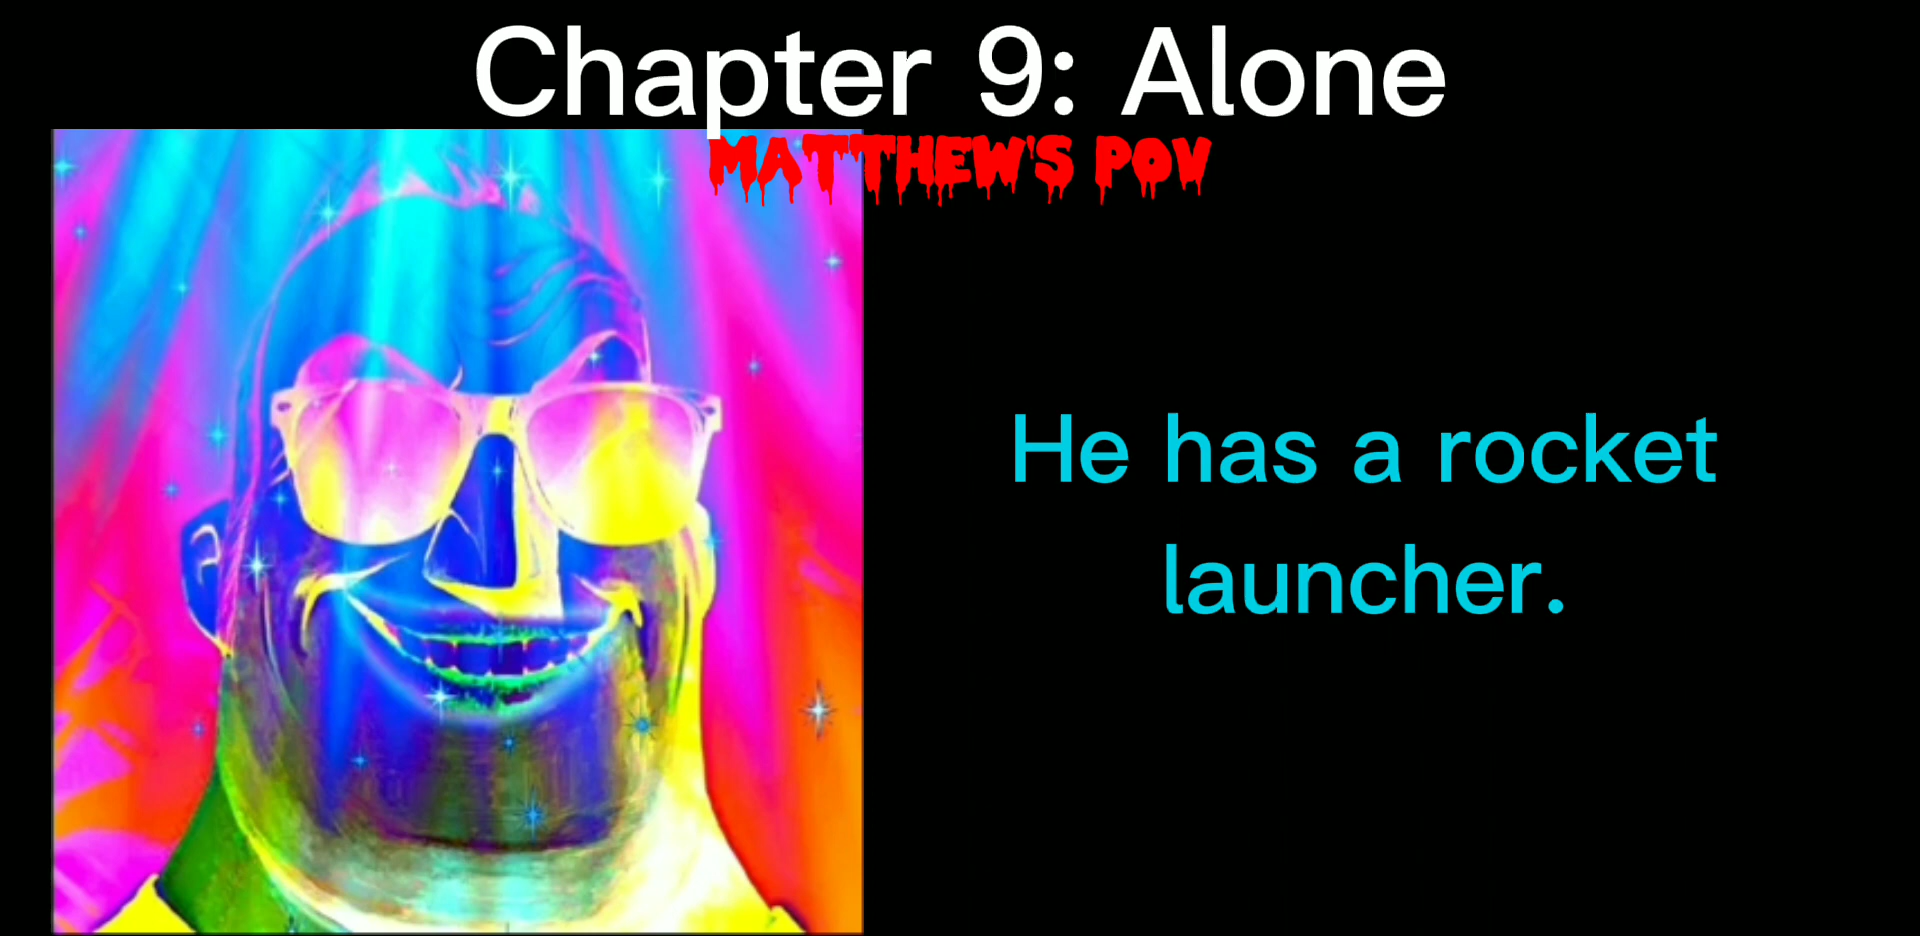 Chapter 9: Alone
MATTHEW'S POV
He has a rocket
launcher.